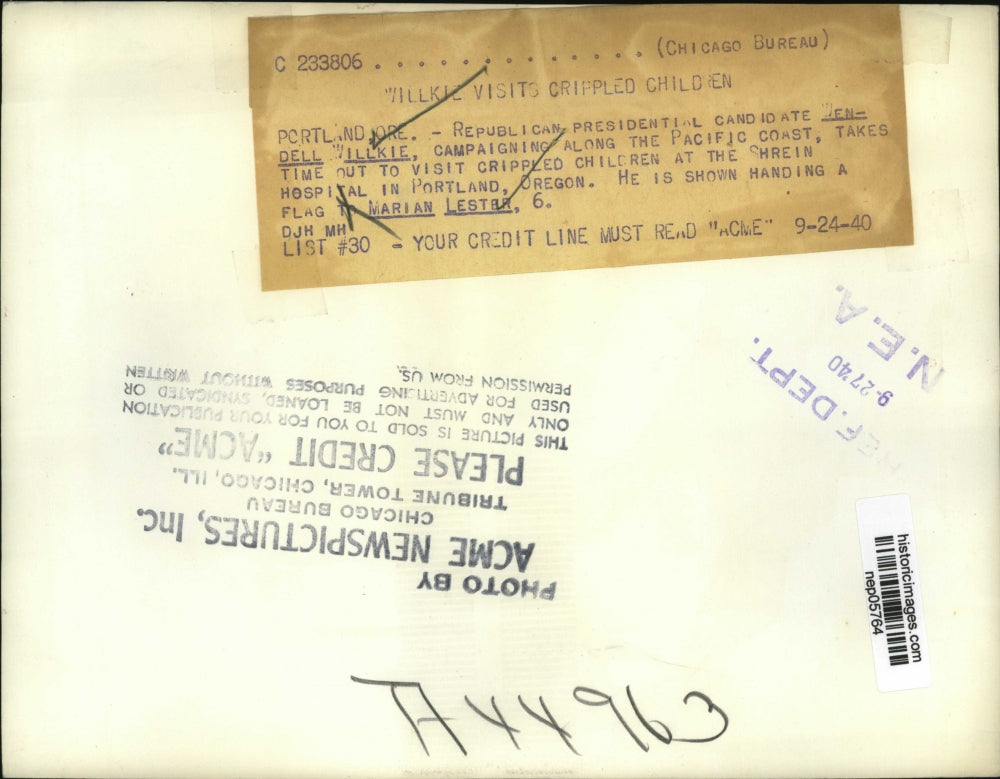 C 233806 . . . . . . . . . . . . . (CHICAGO BUREAU)
WILLKIE VISITS CRIPPLED CHILDREN
PORTLAND ORE. - REPUBLICAN PRESIDENTIAL CANDIDATE WEN-
DELL WILLKIE, CAMPAIGNING ALONG THE PACIFIC COAST, TAKES
TIME OUT TO VISIT CRIPPLED CHILDREN AT THE SHREIN
HOSPITAL IN PORTLAND, OREGON. HE IS SHOWN HANDING A
FLAG TO MARIAN LESTER, 6.
DJH MH
LIST #30 - YOUR CREDIT LINE MUST READ "ACME" 9-24-40
REF. DEPT.
9-27-40
N.E.A.
PHOTO BY
ACME NEWSPICTURES, Inc.
CHICAGO BUREAU
TRIBUNE TOWER, CHICAGO, ILL.
PLEASE CREDIT "ACME"
THIS PICTURE IS SOLD TO YOU FOR YOUR PUBLICATION
ONLY AND MUST NOT BE LOANED, SYNDICATED OR
USED FOR ADVERTISING PURPOSES WITHOUT WRITTEN
PERMISSION FROM US.
historicimages.com
nep05764
A44963